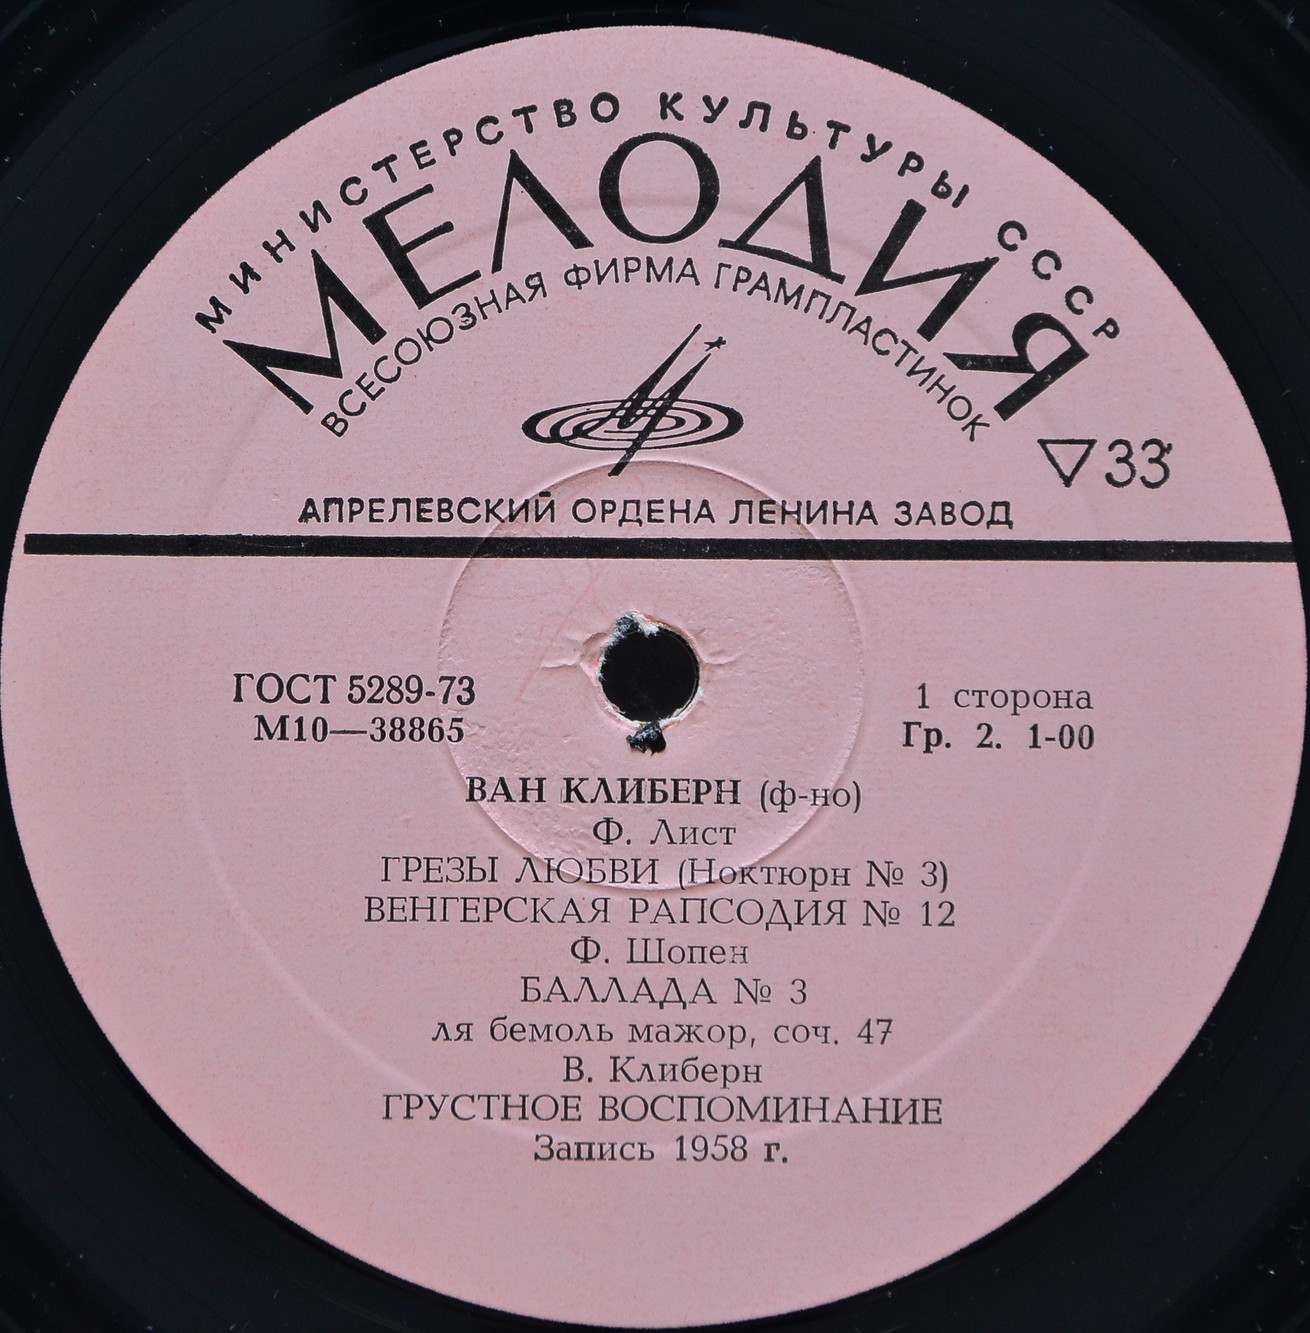 МИНИСТЕРСТВО КУЛЬТУРЫ СССР
МЕЛОДИЯ
ВСЕСОЮЗНАЯ ФИРМА ГРАМПЛАСТИНОК
▽33
АПРЕЛЕВСКИЙ ОРДЕНА ЛЕНИНА ЗАВОД
ГОСТ 5289-73
М10—38865
1 сторона
Гр. 2. 1-00
ВАН КЛИБЕРН (ф-но)
Ф. Лист
ГРЕЗЫ ЛЮБВИ (Ноктюрн № 3)
ВЕНГЕРСКАЯ РАПСОДИЯ № 12
Ф. Шопен
БАЛЛАДА № 3
ля бемоль мажор, соч. 47
В. Клиберн
ГРУСТНОЕ ВОСПОМИНАНИЕ
Запись 1958 г.